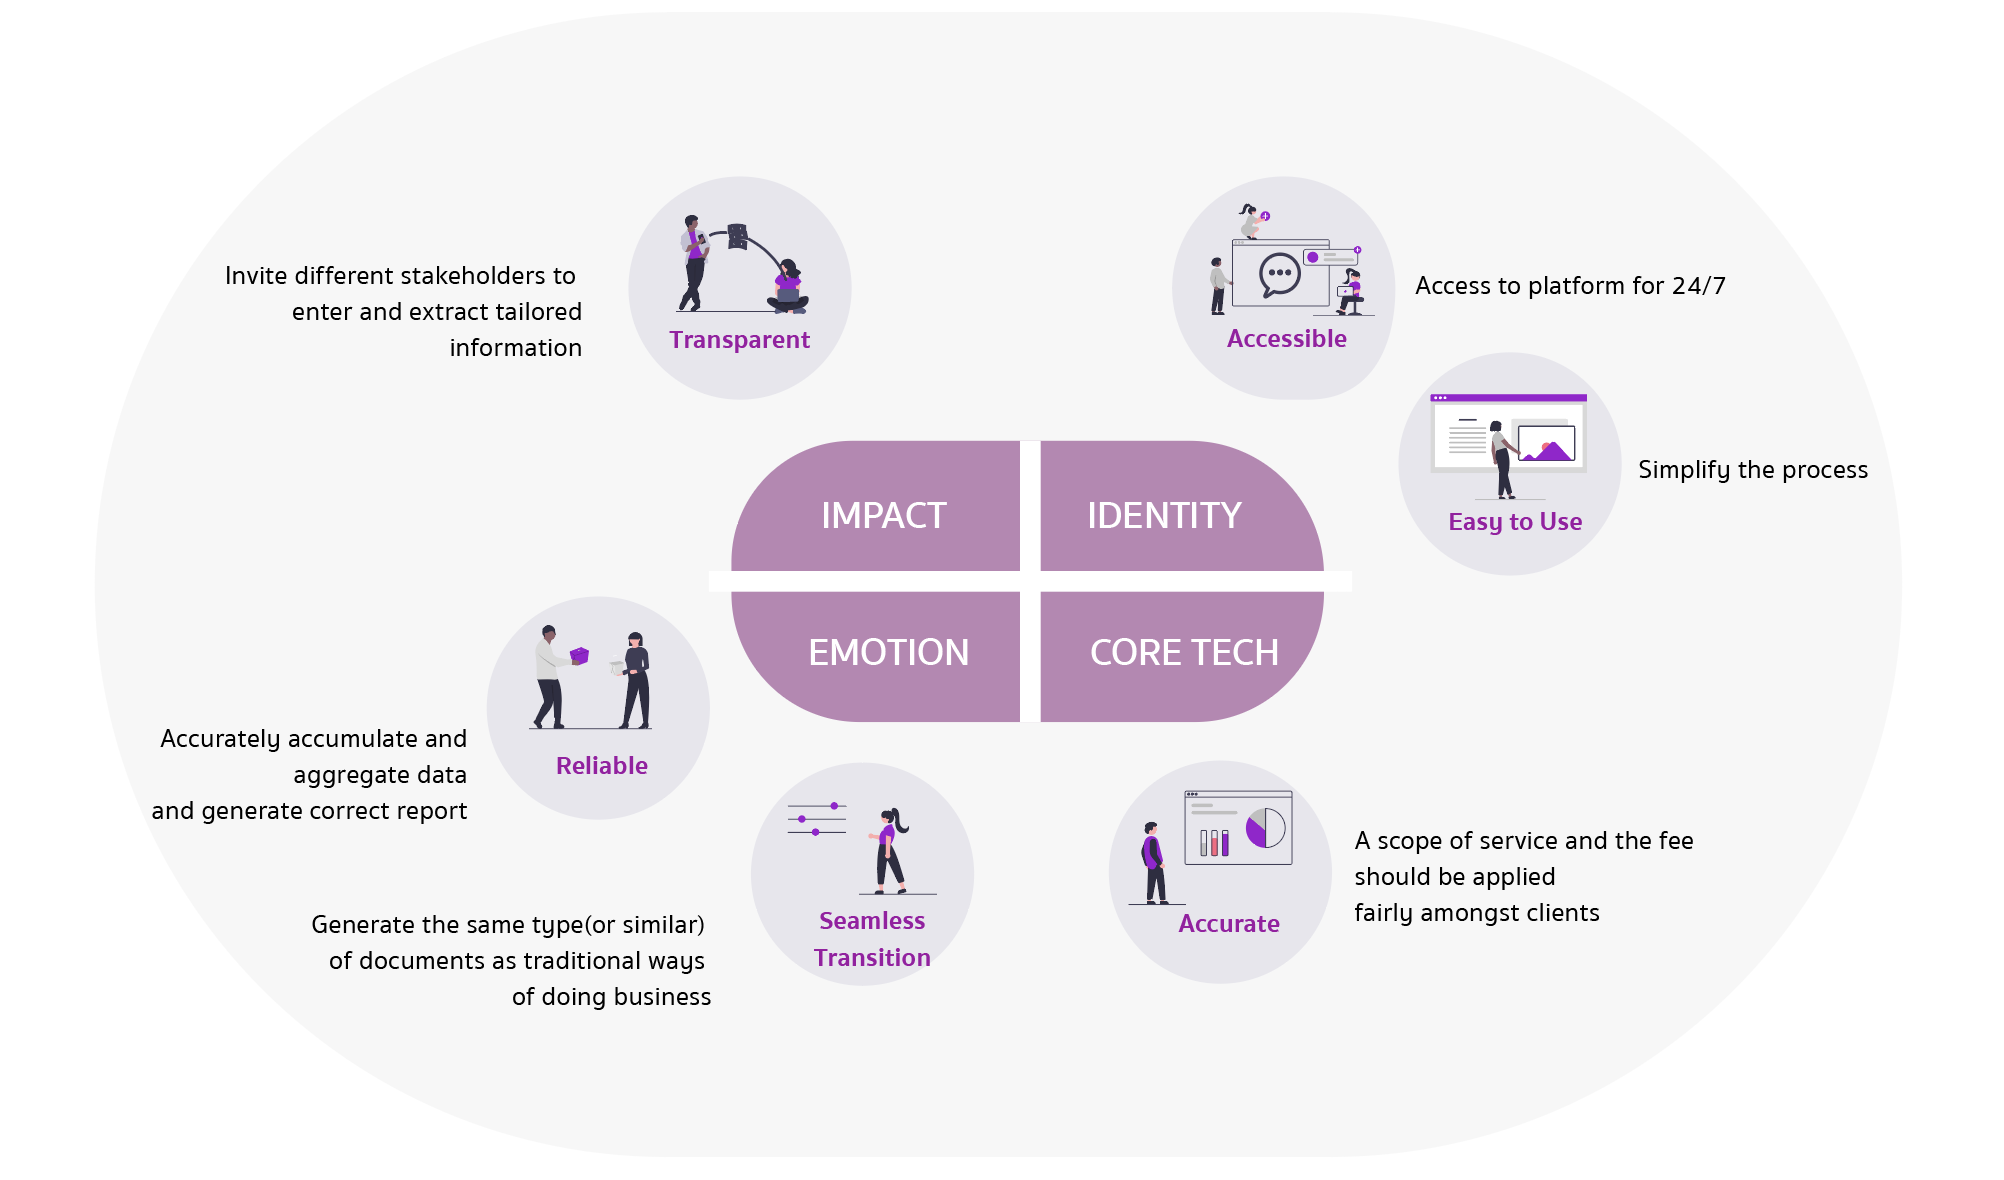 Invite different stakeholders to
enter and extract tailored
information
Transparent
Accessible
Access to platform for 24/7
Easy to Use
Simplify the process
IMPACT
IDENTITY
EMOTION
CORE TECH
Reliable
Accurately accumulate and
aggregate data
and generate correct report
Seamless
Transition
Generate the same type(or similar)
of documents as traditional ways
of doing business
Accurate
A scope of service and the fee
should be applied
fairly amongst clients